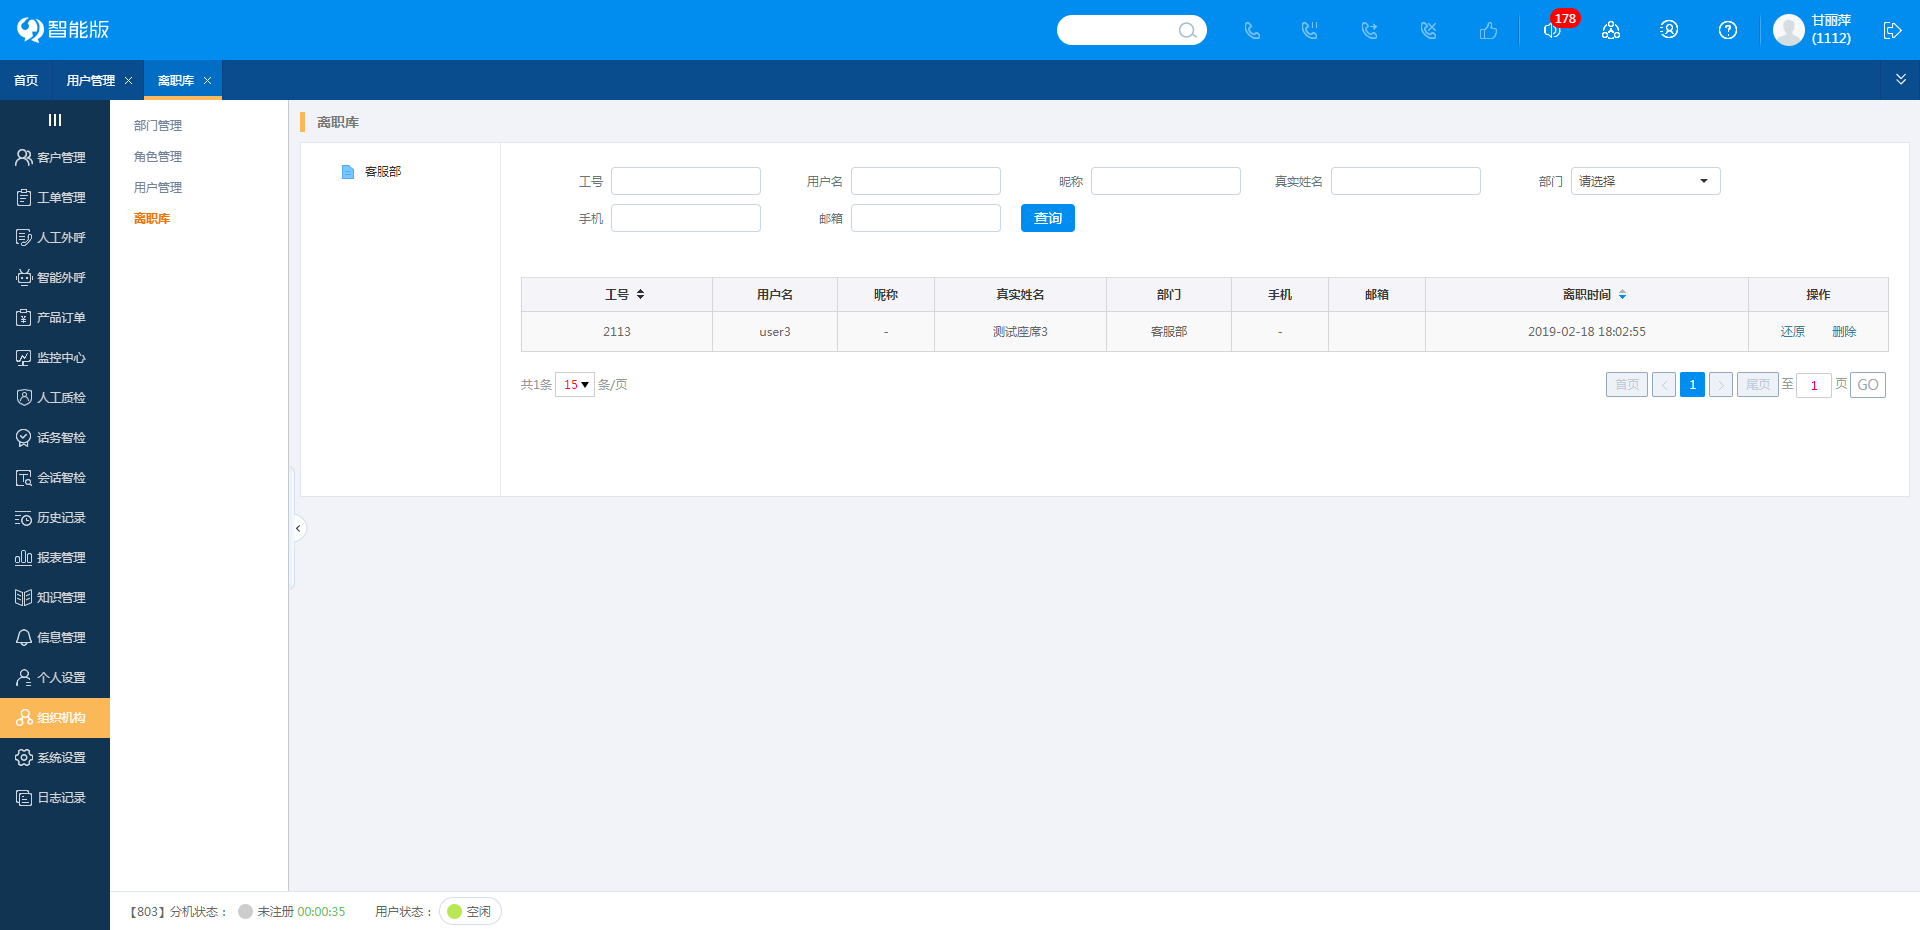 智能版
178
甘丽萍
(1112)
首页
用户管理
离职库
客户管理
工单管理
人工外呼
智能外呼
产品订单
监控中心
人工质检
话务智检
会话智检
历史记录
报表管理
知识管理
信息管理
个人设置
组织机构
系统设置
日志记录
部门管理
角色管理
用户管理
离职库
离职库
客服部
工号 用户名 昵称 真实姓名 部门 请选择
手机 邮箱 查询
工号 用户名 昵称 真实姓名 部门 手机 邮箱 离职时间 操作
2113 user3 - 测试座席3 客服部 - 2019-02-18 18:02:55 还原 删除
共1条 15 条/页 首页 < 1 > 尾页 至 1 页 GO
【803】分机状态： 未注册 00:00:35 用户状态： 空闲